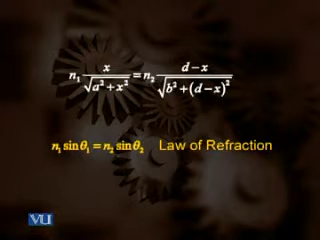 n₁ x/√(a² + x²) = n₂ (d − x)/√(b² + (d − x)²)
n₁ sin θ₁ = n₂ sin θ₂ Law of Refraction
VU